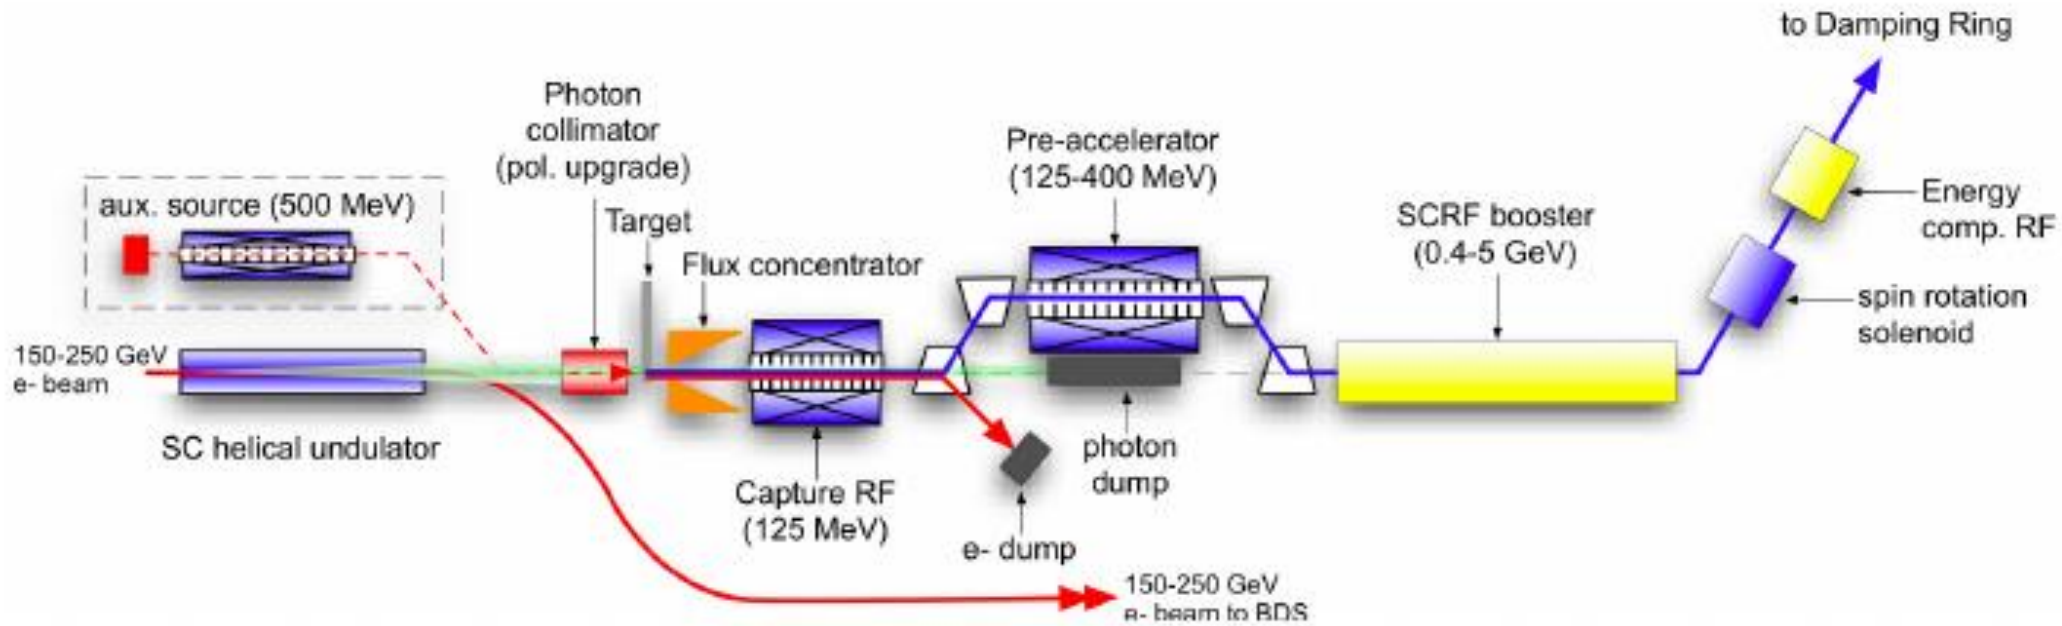 to Damping Ring
Photon
collimator
(pol. upgrade)
Pre-accelerator
(125-400 MeV)
aux. source (500 MeV)
Target
Flux concentrator
SCRF booster
(0.4-5 GeV)
Energy
comp. RF
spin rotation
solenoid
150-250 GeV
e- beam
SC helical undulator
Capture RF
(125 MeV)
photon
dump
e- dump
150-250 GeV
e- beam to BDS